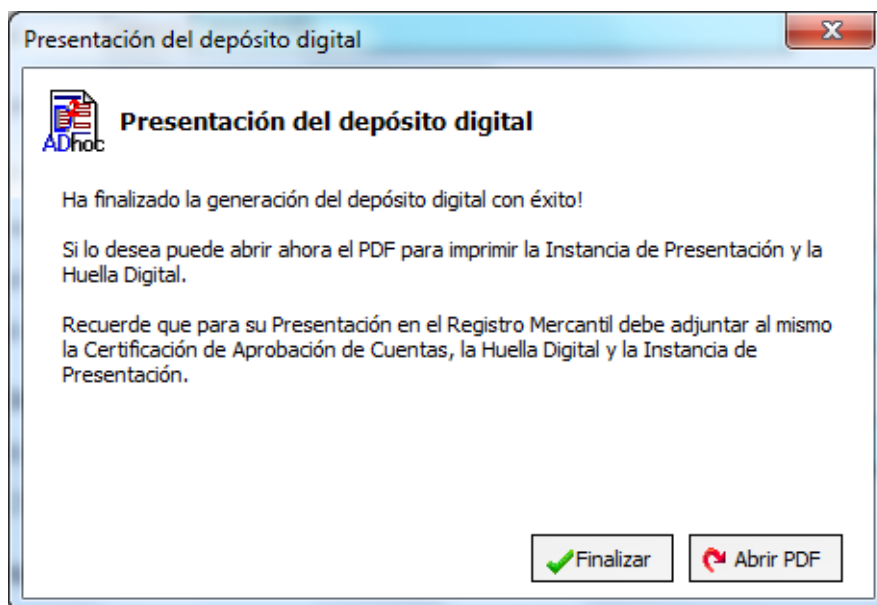 Presentación del depósito digital
ADhoc
Presentación del depósito digital
Ha finalizado la generación del depósito digital con éxito!
Si lo desea puede abrir ahora el PDF para imprimir la Instancia de Presentación y la
Huella Digital.
Recuerde que para su Presentación en el Registro Mercantil debe adjuntar al mismo
la Certificación de Aprobación de Cuentas, la Huella Digital y la Instancia de
Presentación.
Finalizar
Abrir PDF